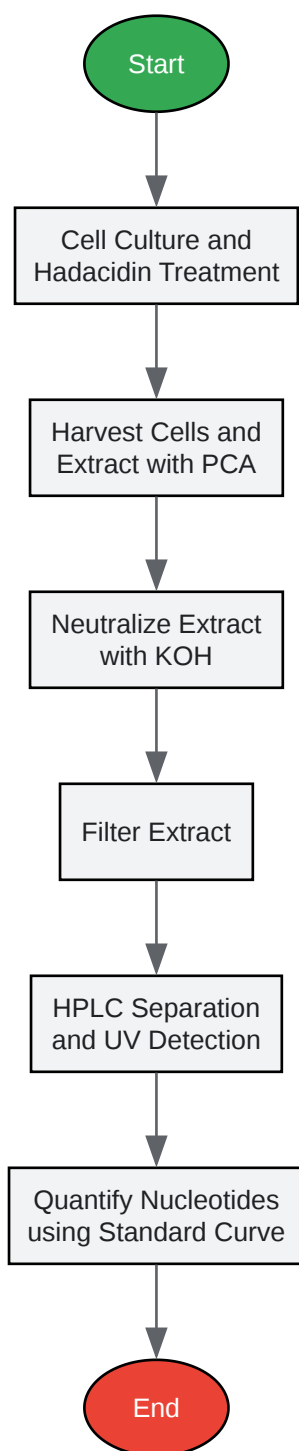 Start
Cell Culture and
Hadacidin Treatment
Harvest Cells and
Extract with PCA
Neutralize Extract
with KOH
Filter Extract
HPLC Separation
and UV Detection
Quantify Nucleotides
using Standard Curve
End